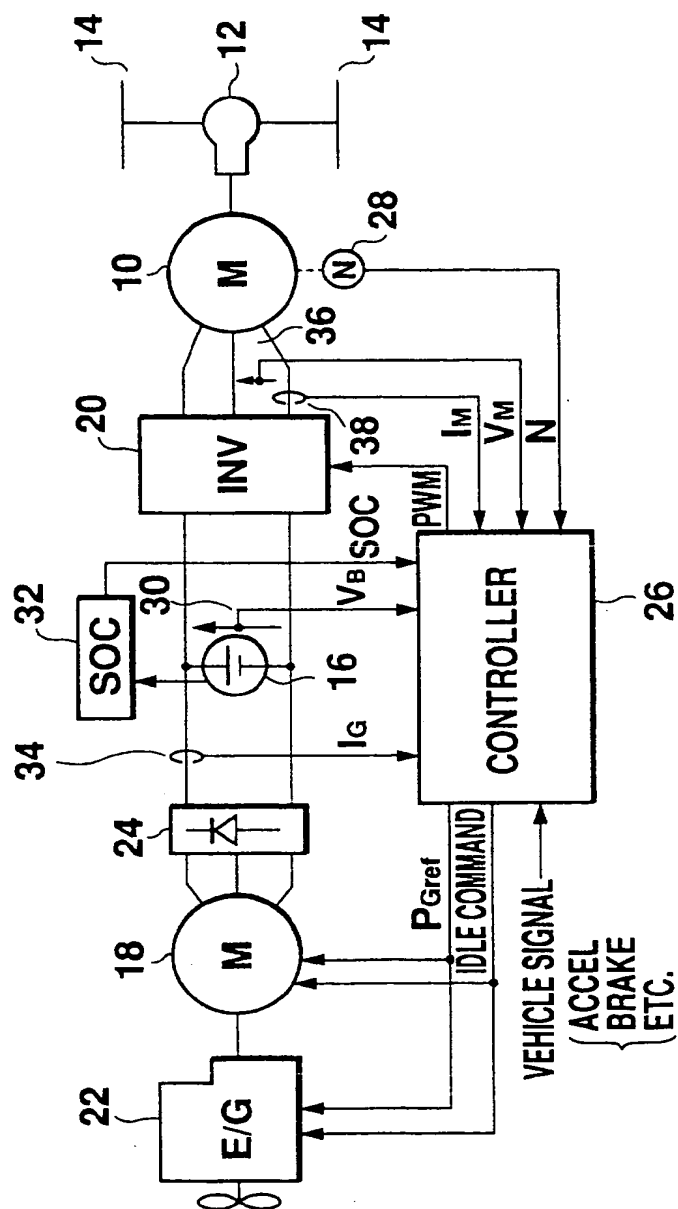 14
14
12
10
M
28
N
36
20
INV
38
IM
VM
N
PWM
SOC
VB
30
32
SOC
16
34
IG
24
18
M
22
E/G
CONTROLLER
26
PGref
IDLE COMMAND
VEHICLE SIGNAL
ACCEL
BRAKE
ETC.